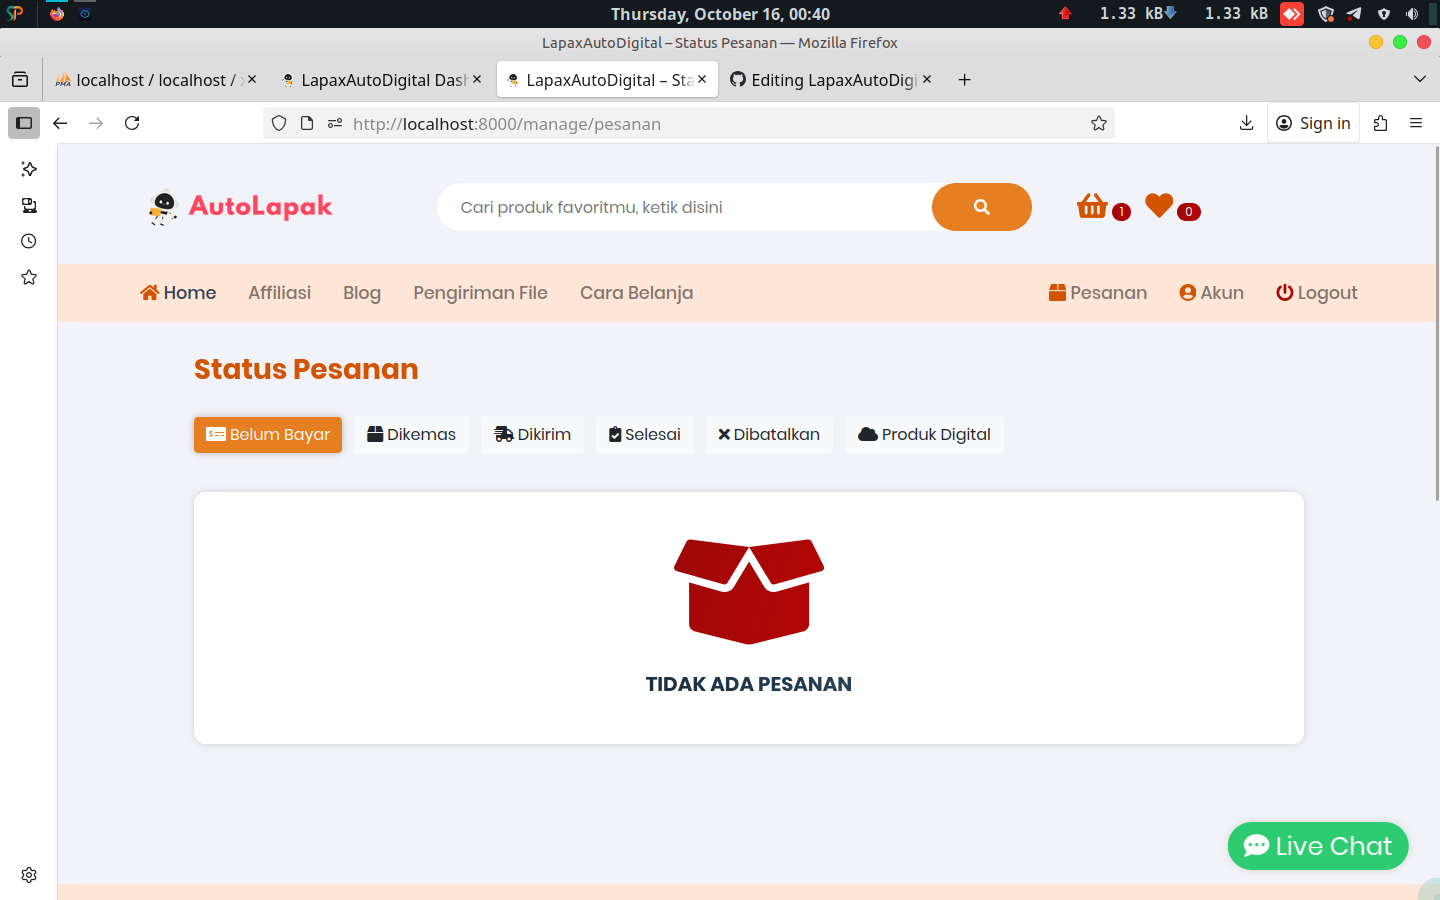 Thursday, October 16, 00:40
1.33 kB 1.33 kB
LapaxAutoDigital – Status Pesanan — Mozilla Firefox
localhost / localhost / x
LapaxAutoDigital Dash
LapaxAutoDigital – Sta
Editing LapaxAutoDigi
http://localhost:8000/manage/pesanan
Sign in
AutoLapak
Cari produk favoritmu, ketik disini
1
0
Home Affiliasi Blog Pengiriman File Cara Belanja Pesanan Akun Logout
Status Pesanan
Belum Bayar Dikemas Dikirim Selesai Dibatalkan Produk Digital
TIDAK ADA PESANAN
Live Chat